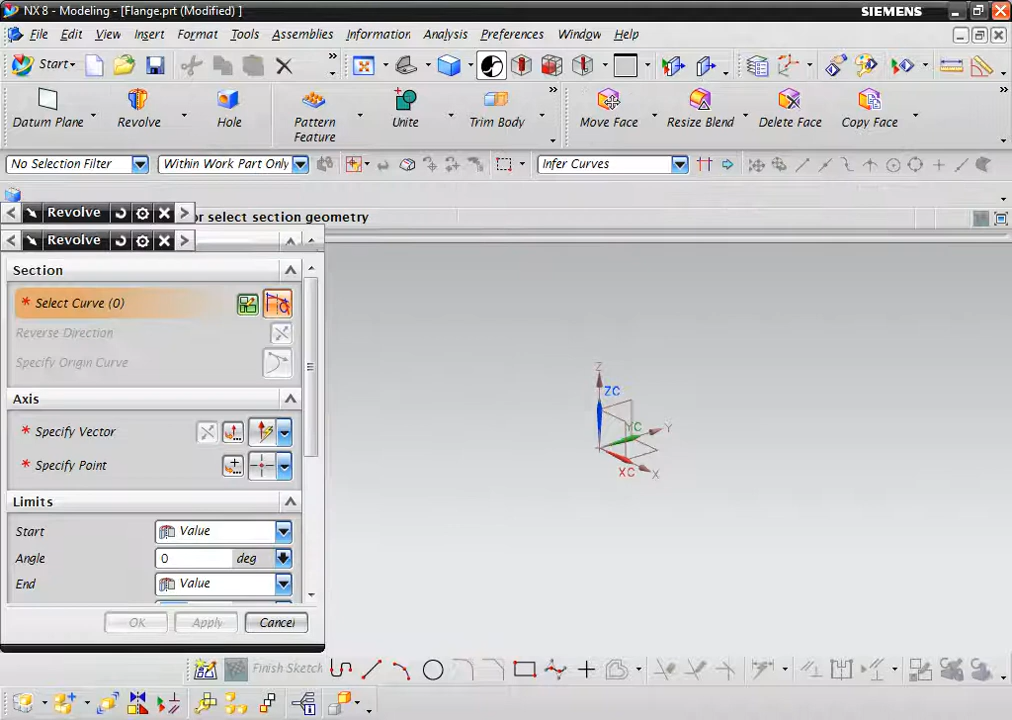 NX 8 - Modeling - [Flange.prt (Modified) ]
SIEMENS
File Edit View Insert Format Tools Assemblies Information Analysis Preferences Window Help
Start
Datum Plane
Revolve
Hole
Pattern Feature
Unite
Trim Body
Move Face
Resize Blend
Delete Face
Copy Face
No Selection Filter
Within Work Part Only
Infer Curves
Revolve
or select section geometry
Revolve
Section
* Select Curve (0)
Reverse Direction
Specify Origin Curve
Axis
* Specify Vector
* Specify Point
Limits
Start
Value
Angle
0
deg
End
Value
OK
Apply
Cancel
Z
ZC
YC
Y
XC
X
Finish Sketch